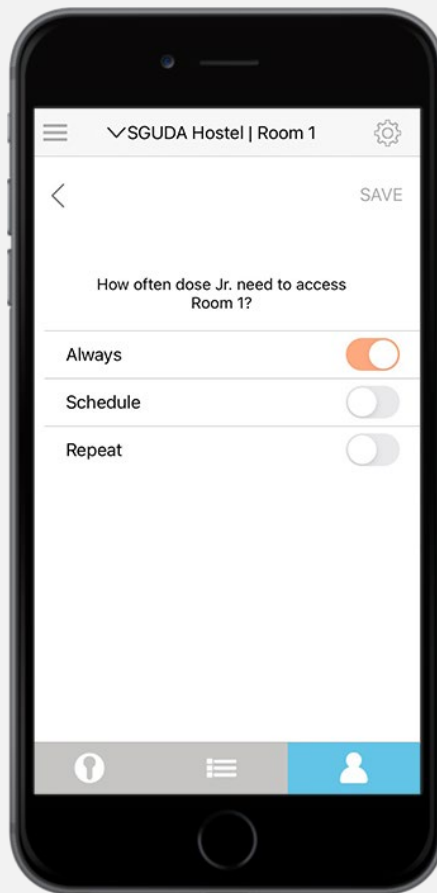 SGUDA Hostel | Room 1
SAVE
How often dose Jr. need to access
Room 1?
Always
Schedule
Repeat